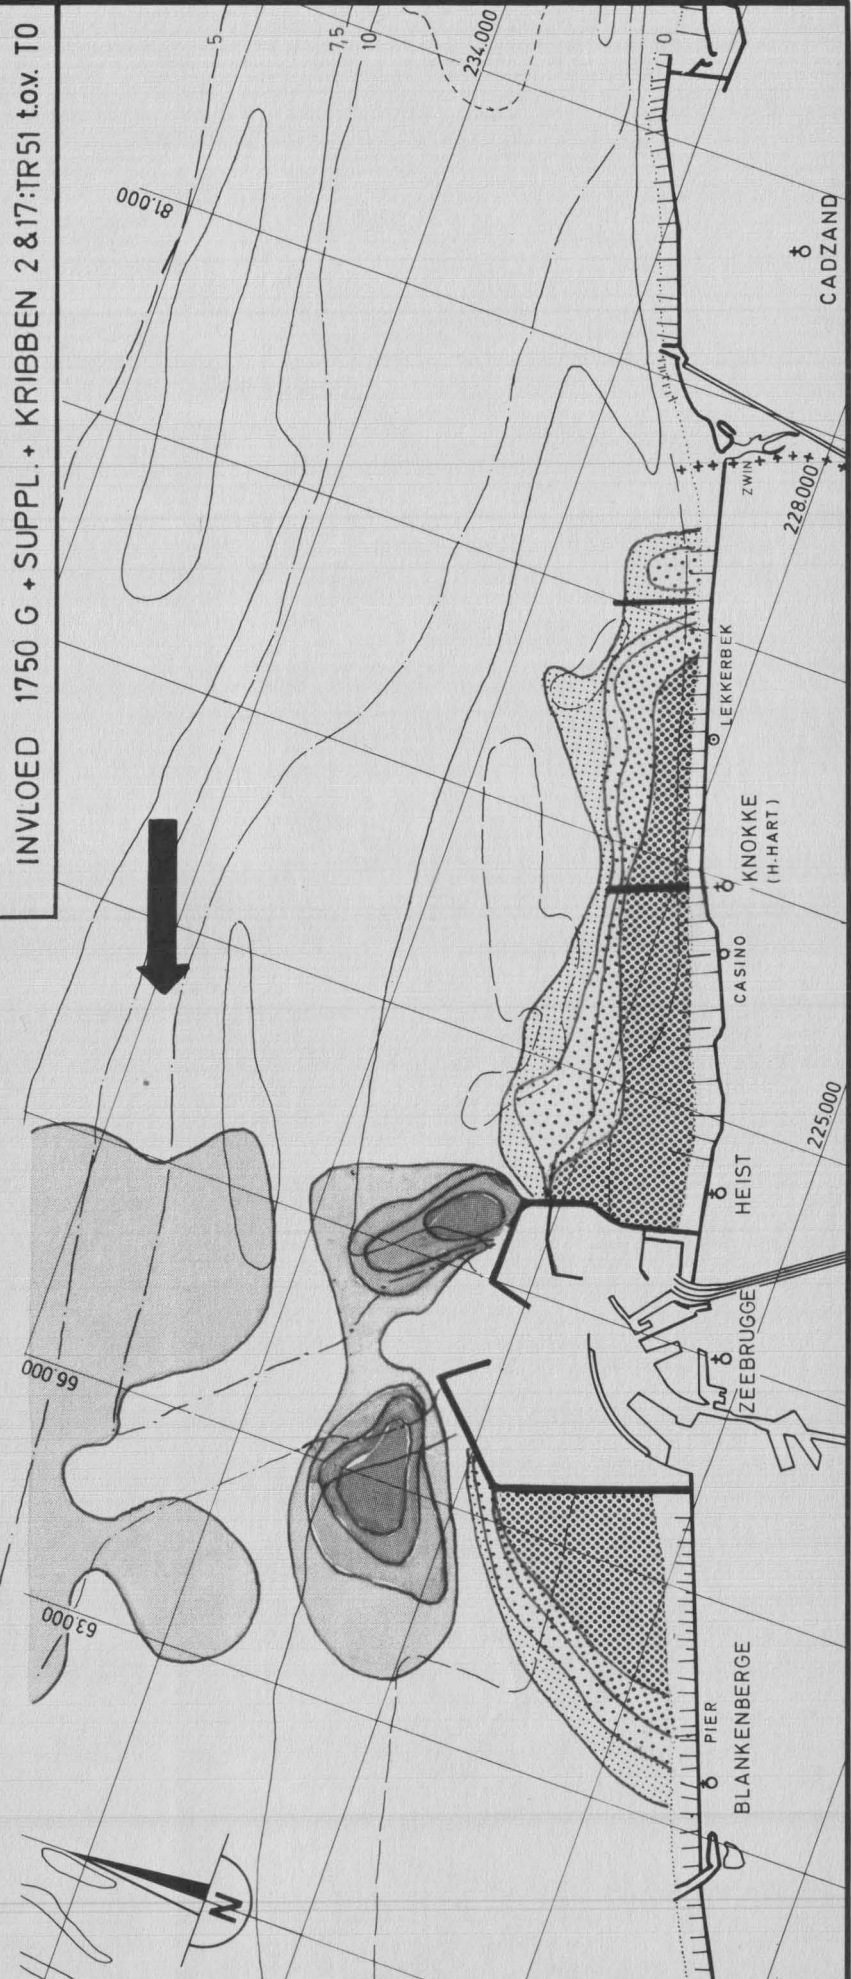 INVLOED 1750 G + SUPPL. + KRIBBEN 2 & 17:TR 51 t.o.v. T0
5
7,5
10
234.000
0
81.000
CADZAND
ZWIN
228.000
LEKKERBEK
KNOKKE
(H.HART)
CASINO
225.000
HEIST
66.000
ZEEBRUGGE
63.000
PIER
BLANKENBERGE
N